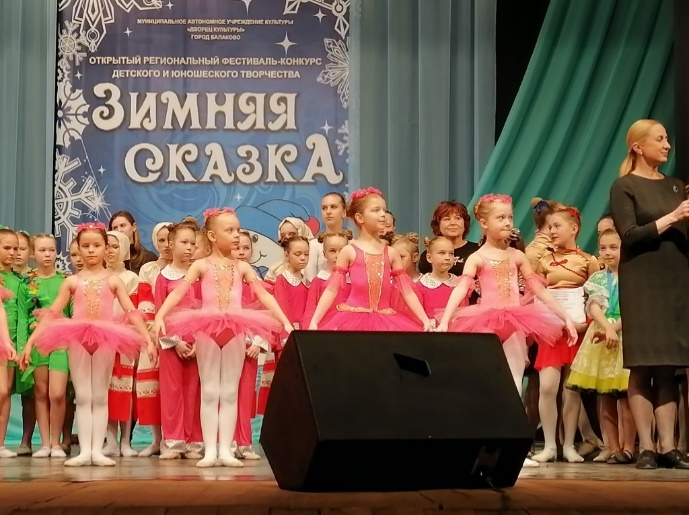 МУНИЦИПАЛЬНОЕ АВТОНОМНОЕ УЧРЕЖДЕНИЕ КУЛЬТУРЫ
«ДВОРЕЦ КУЛЬТУРЫ»
ГОРОД БАЛАКОВО
ОТКРЫТЫЙ РЕГИОНАЛЬНЫЙ ФЕСТИВАЛЬ-КОНКУРС
ДЕТСКОГО И ЮНОШЕСКОГО ТВОРЧЕСТВА
ЗИМНЯЯ
СКАЗКА